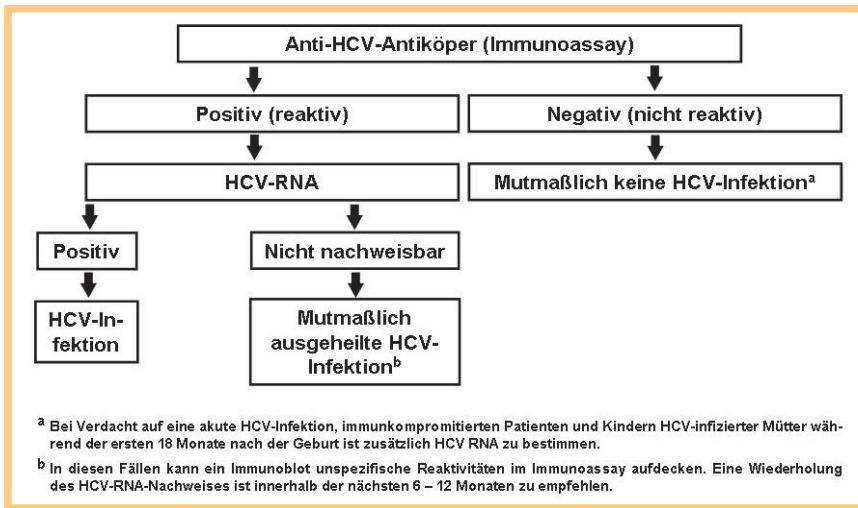 Anti-HCV-Antiköper (Immunoassay)
Positiv (reaktiv)
Negativ (nicht reaktiv)
HCV-RNA
Mutmaßlich keine HCV-Infektionᵃ
Positiv
Nicht nachweisbar
HCV-In-
fektion
Mutmaßlich
ausgeheilte HCV-
Infektionᵇ
ᵃ Bei Verdacht auf eine akute HCV-Infektion, immunkompromitierten Patienten und Kindern HCV-infizierter Mütter wäh-
rend der ersten 18 Monate nach der Geburt ist zusätzlich HCV RNA zu bestimmen.
ᵇ In diesen Fällen kann ein Immunoblot unspezifische Reaktivitäten im Immunoassay aufdecken. Eine Wiederholung
des HCV-RNA-Nachweises ist innerhalb der nächsten 6 – 12 Monaten zu empfehlen.